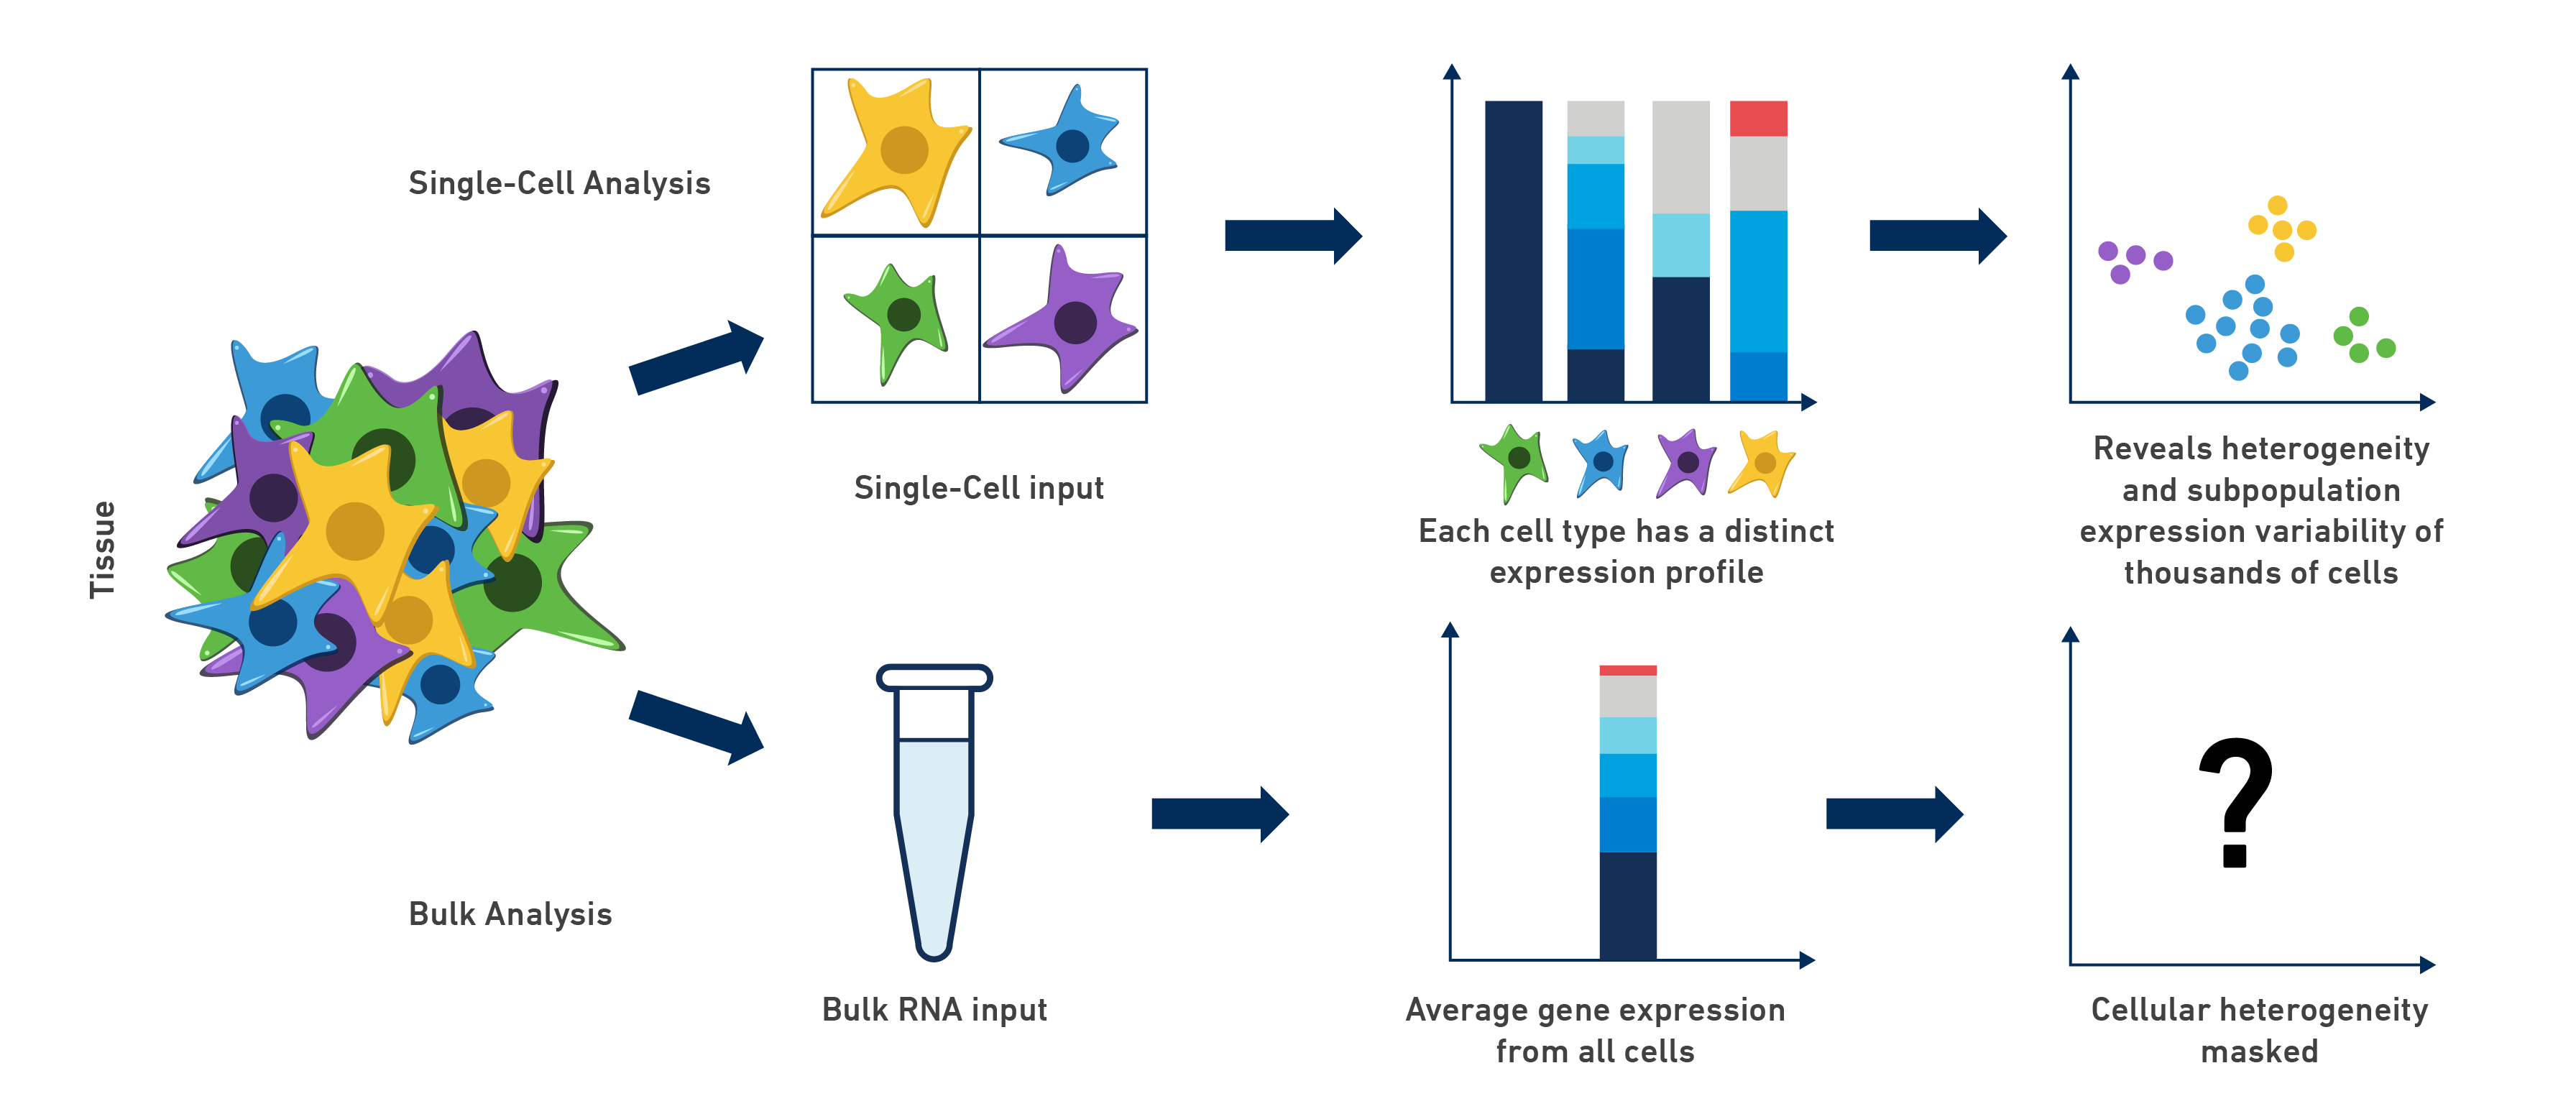 Tissue
Single-Cell Analysis
Single-Cell input
Each cell type has a distinct
expression profile
Reveals heterogeneity
and subpopulation
expression variability of
thousands of cells
Bulk Analysis
Bulk RNA input
Average gene expression
from all cells
?
Cellular heterogeneity
masked